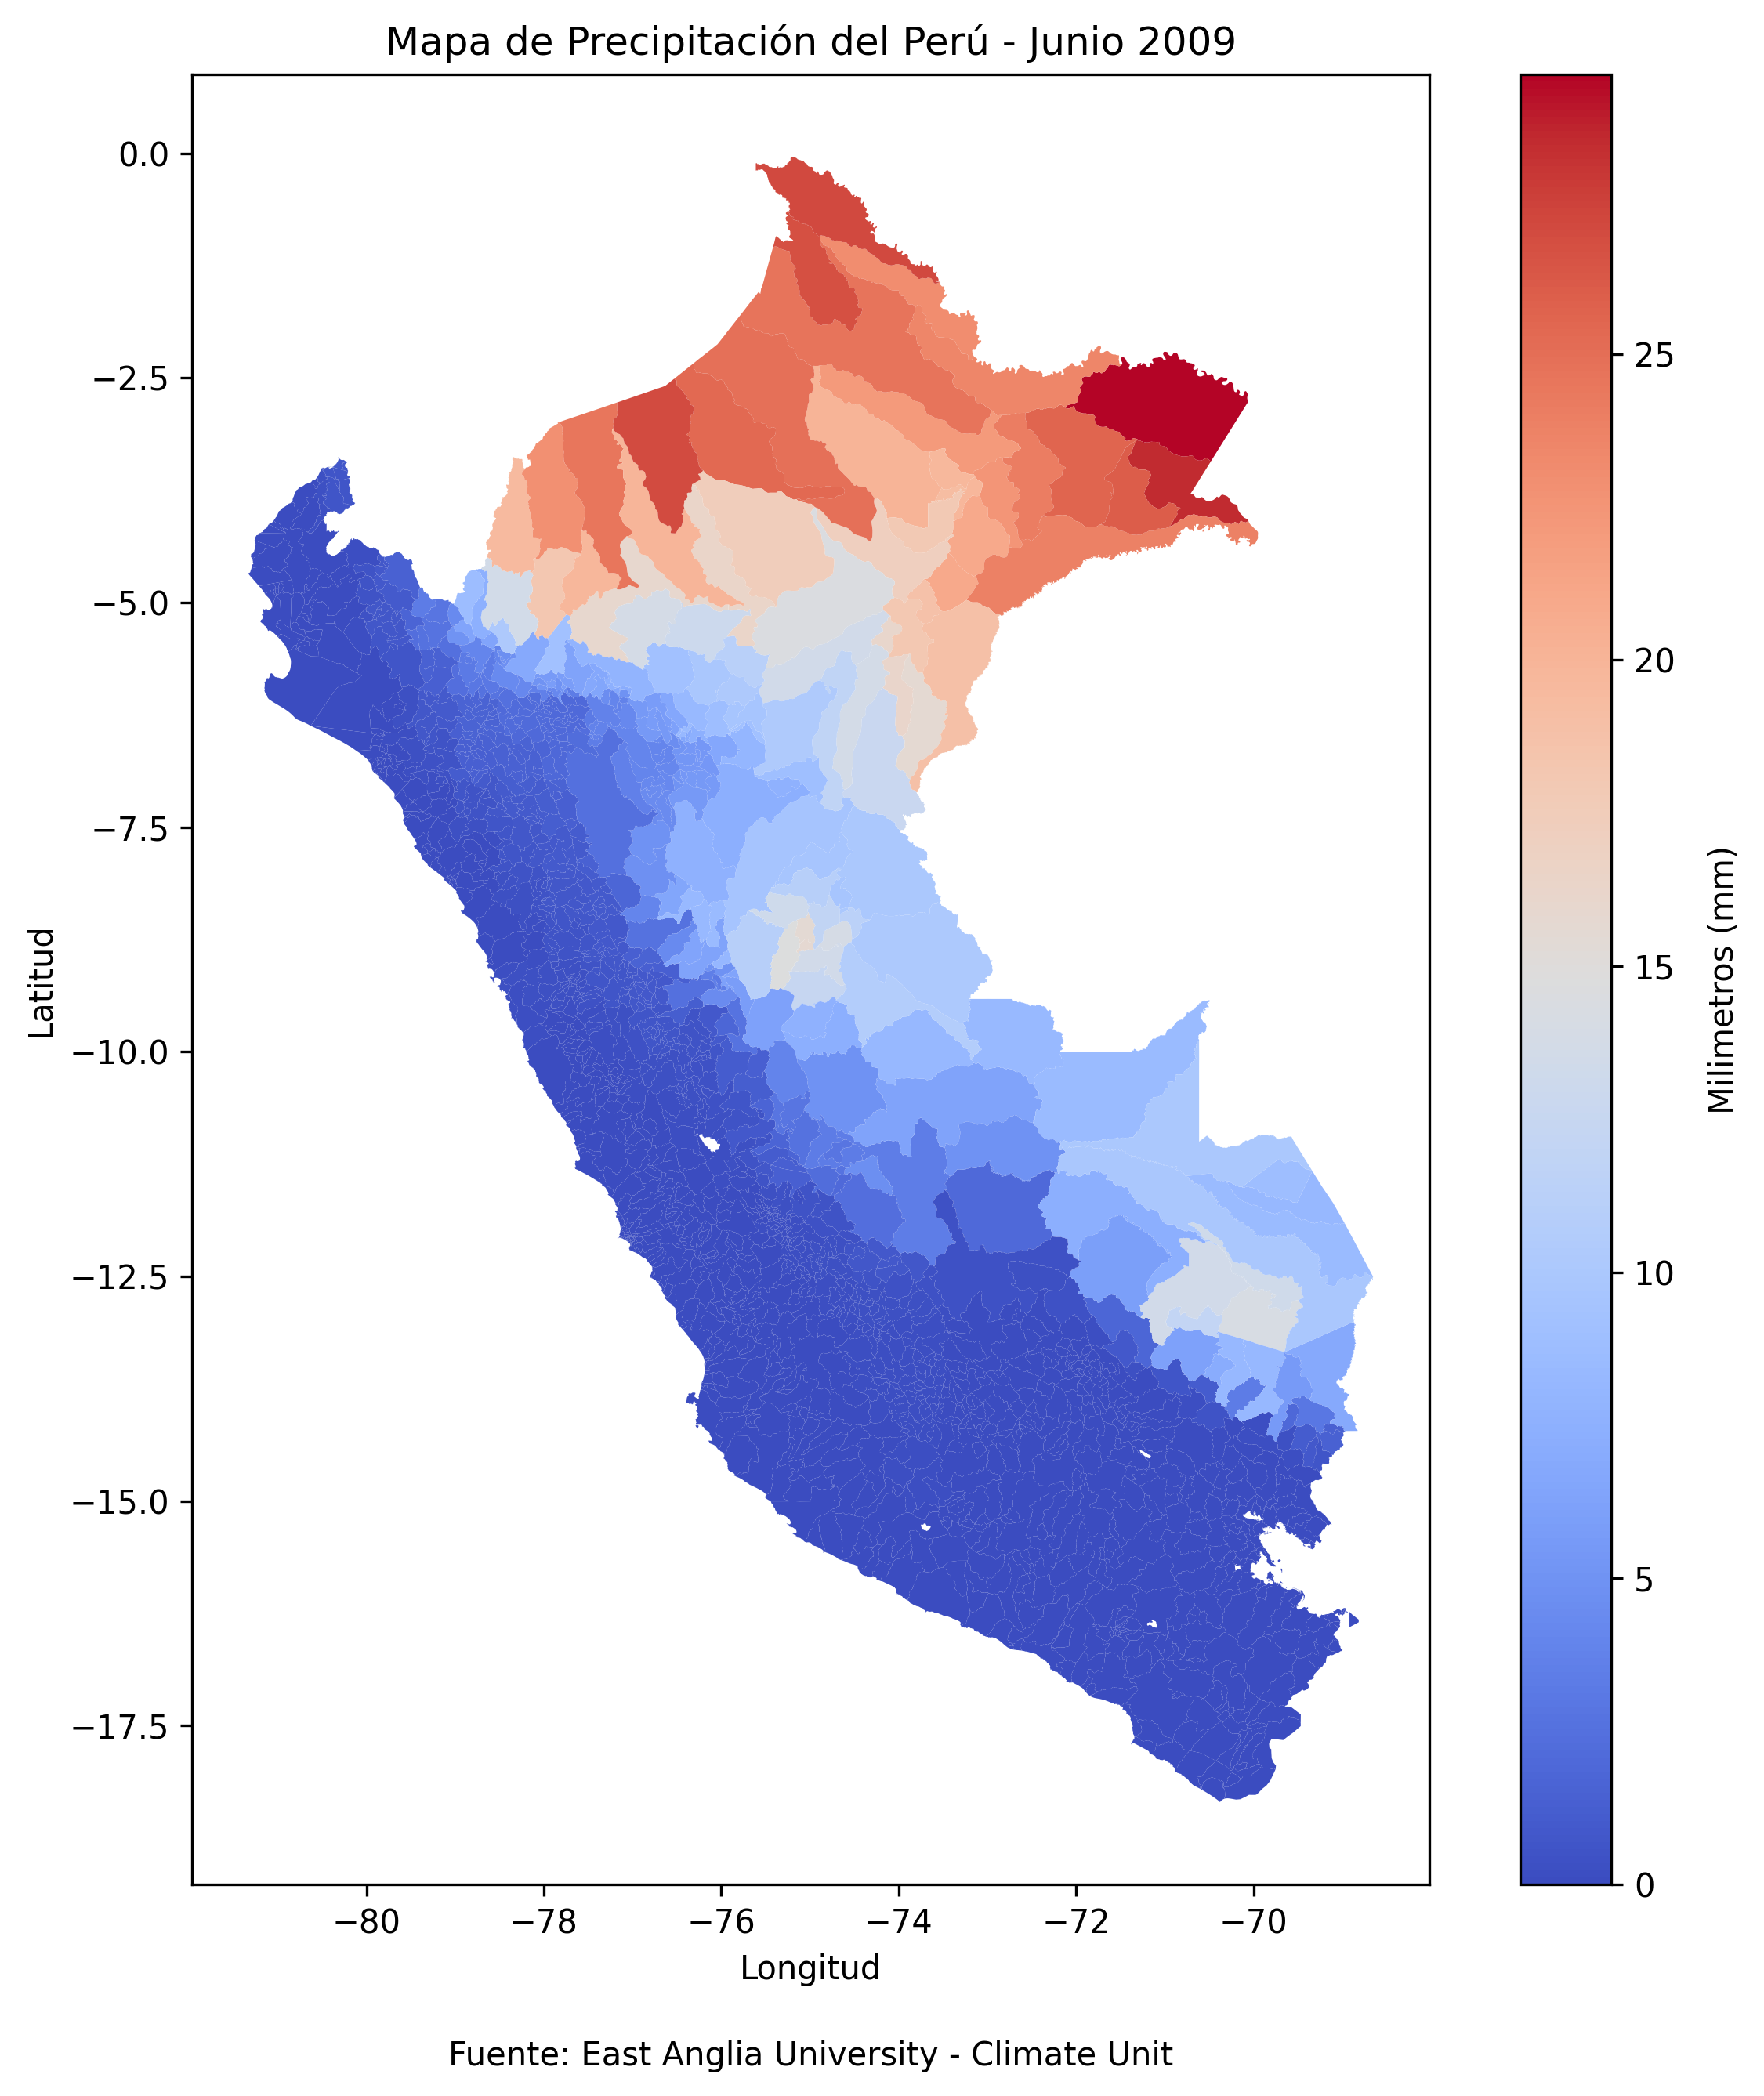 Mapa de Precipitación del Perú - Junio 2009
0.0
−2.5
−5.0
−7.5
−10.0
−12.5
−15.0
−17.5
Latitud
−80 −78 −76 −74 −72 −70
Longitud
25
20
15
10
5
0
Milimetros (mm)
Fuente: East Anglia University - Climate Unit